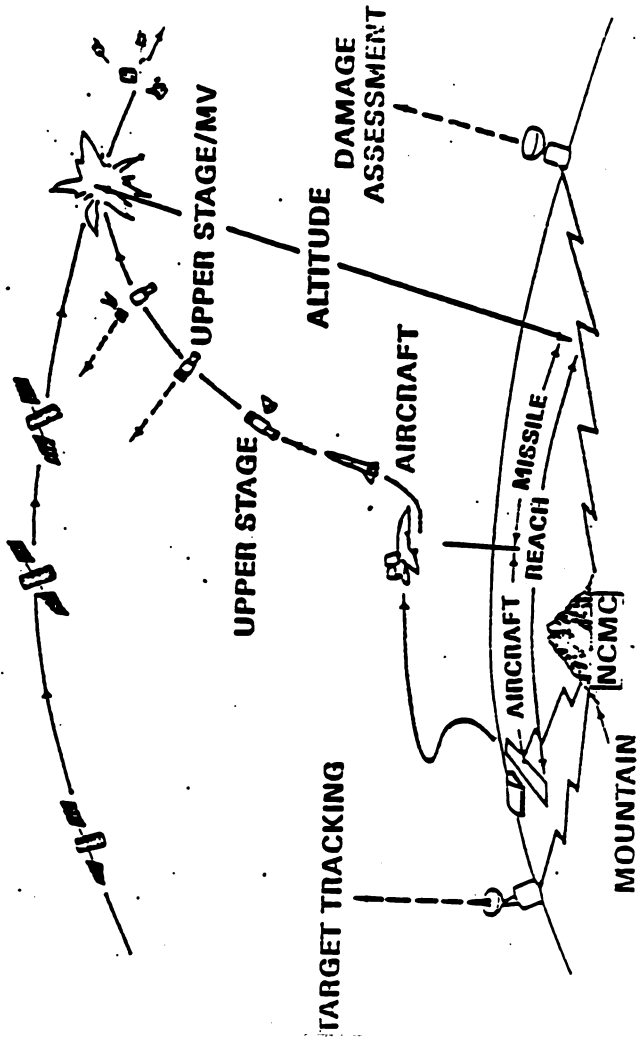 UPPER STAGE/MV
UPPER STAGE
ALTITUDE
DAMAGE
ASSESSMENT
AIRCRAFT
TARGET TRACKING
AIRCRAFT
MISSILE
REACH
NCMC
MOUNTAIN